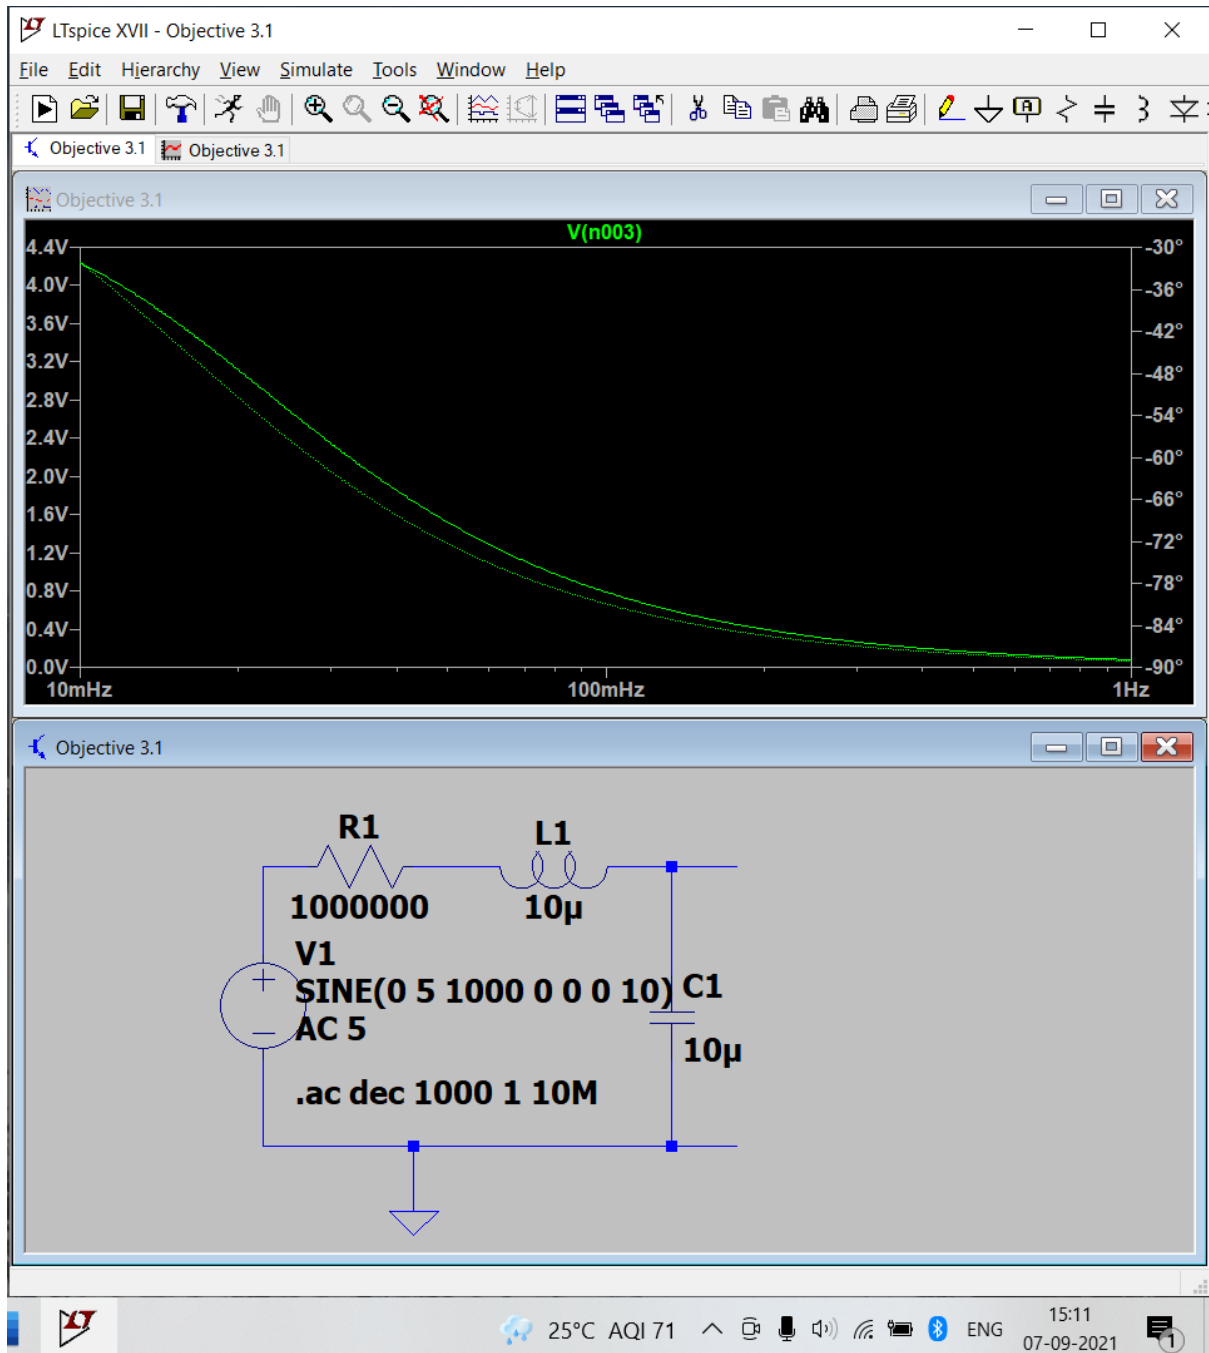 LTspice XVII - Objective 3.1
File Edit Hierarchy View Simulate Tools Window Help
Objective 3.1 Objective 3.1
Objective 3.1
V(n003)
4.4V -30°
4.0V -36°
3.6V -42°
3.2V -48°
2.8V -54°
2.4V -60°
2.0V -66°
1.6V -72°
1.2V -78°
0.8V -84°
0.4V -90°
0.0V
10mHz 100mHz 1Hz
Objective 3.1
R1 L1
1000000 10µ
V1
SINE(0 5 1000 0 0 0 10) C1
AC 5
10µ
.ac dec 1000 1 10M
25°C AQI 71 ENG 15:11
07-09-2021
1